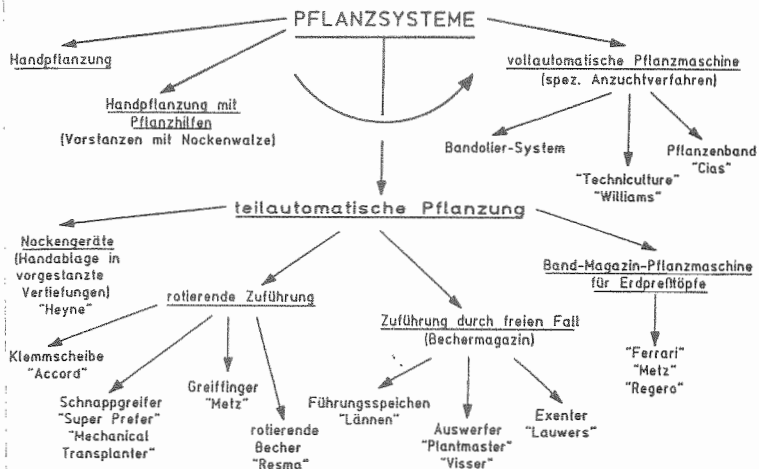 PFLANZSYSTEME
Handpflanzung
Handpflanzung mit
Pflanzhilfen
(Vorstanzen mit Nockenwalze)
vollautomatische Pflanzmaschine
(spez. Anzuchtverfahren)
Bandolier-System
"Techniculture"
"Williams"
Pflanzenband
"Cias"
teilautomatische Pflanzung
Nockengeräte
(Handablage in
vorgestanzte
Vertiefungen)
"Heyne"
rotierende Zuführung
Klemmscheibe
"Accord"
Schnappgreifer
"Super Prefer"
"Mechanical
Transplanter"
Greiffinger
"Metz"
rotierende
Becher
"Resma"
Zuführung durch freien Fall
(Bechermagazin)
Führungsspeichen
"Lännen"
Auswerfer
"Plantmaster"
"Visser"
Exenter
"Lauwers"
Band-Magazin-Pflanzmaschine
für Erdpreßtöpfe
"Ferrari"
"Metz"
"Regero"